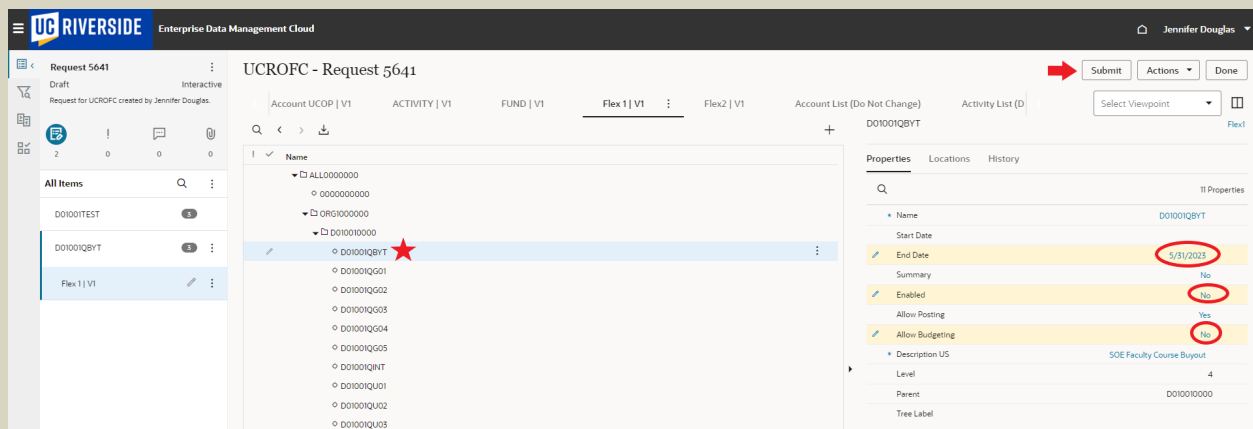 UC RIVERSIDE Enterprise Data Management Cloud Jennifer Douglas
Request 5641
Draft Interactive
Request for UCROFC created by Jennifer Douglas.
2 0 0 0
All Items
D01001TEST 3
D01001QBYT 3
Flex 1 | V1
UCROFC - Request 5641
Submit Actions Done
Account UCOP | V1 ACTIVITY | V1 FUND | V1 Flex 1 | V1 Flex2 | V1 Account List (Do Not Change) Activity List (D Select Viewpoint
Name
ALL0000000
0000000000
ORG1000000
D010010000
D01001QBYT
D01001QG01
D01001QG02
D01001QG03
D01001QG04
D01001QG05
D01001QINT
D01001QU01
D01001QU02
D01001QU03
D01001QBYT Flex1
Properties Locations History
11 Properties
* Name D01001QBYT
Start Date
End Date 5/31/2023
Summary No
Enabled No
Allow Posting Yes
Allow Budgeting No
* Description US SOE Faculty Course Buyout
Level 4
Parent D010010000
Tree Label